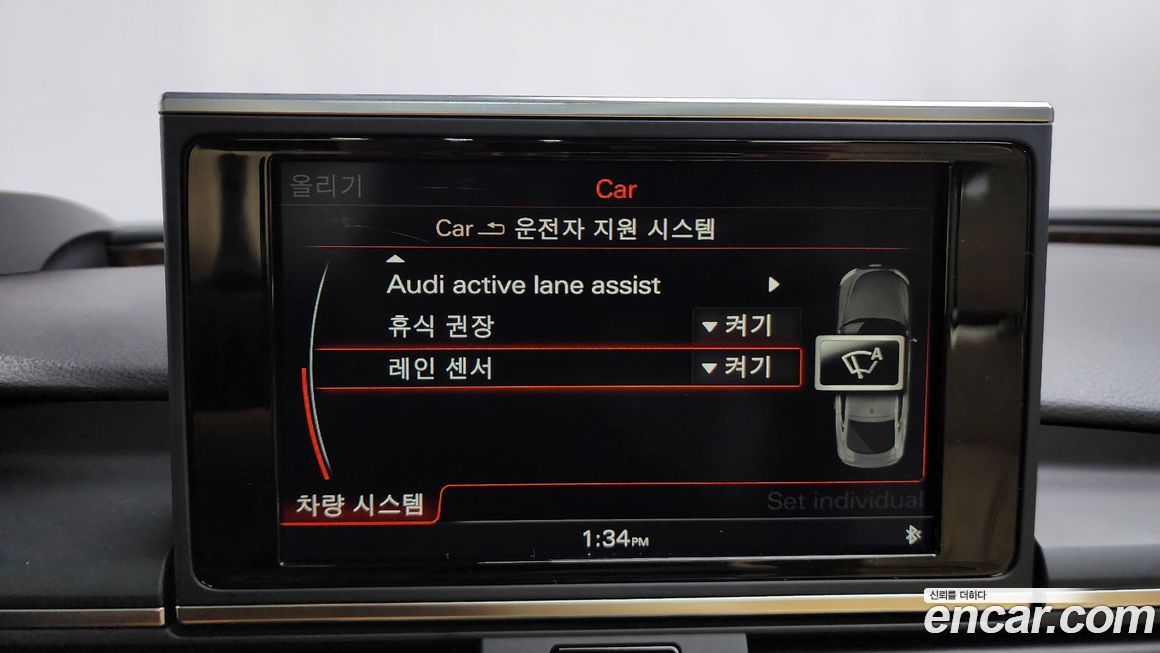 올리기
Car
Car 운전자 지원 시스템
Audi active lane assist
휴식 권장 켜기
레인 센서 켜기
A
차량 시스템
Set individual
1:34PM
신뢰를 더하다
encar.com